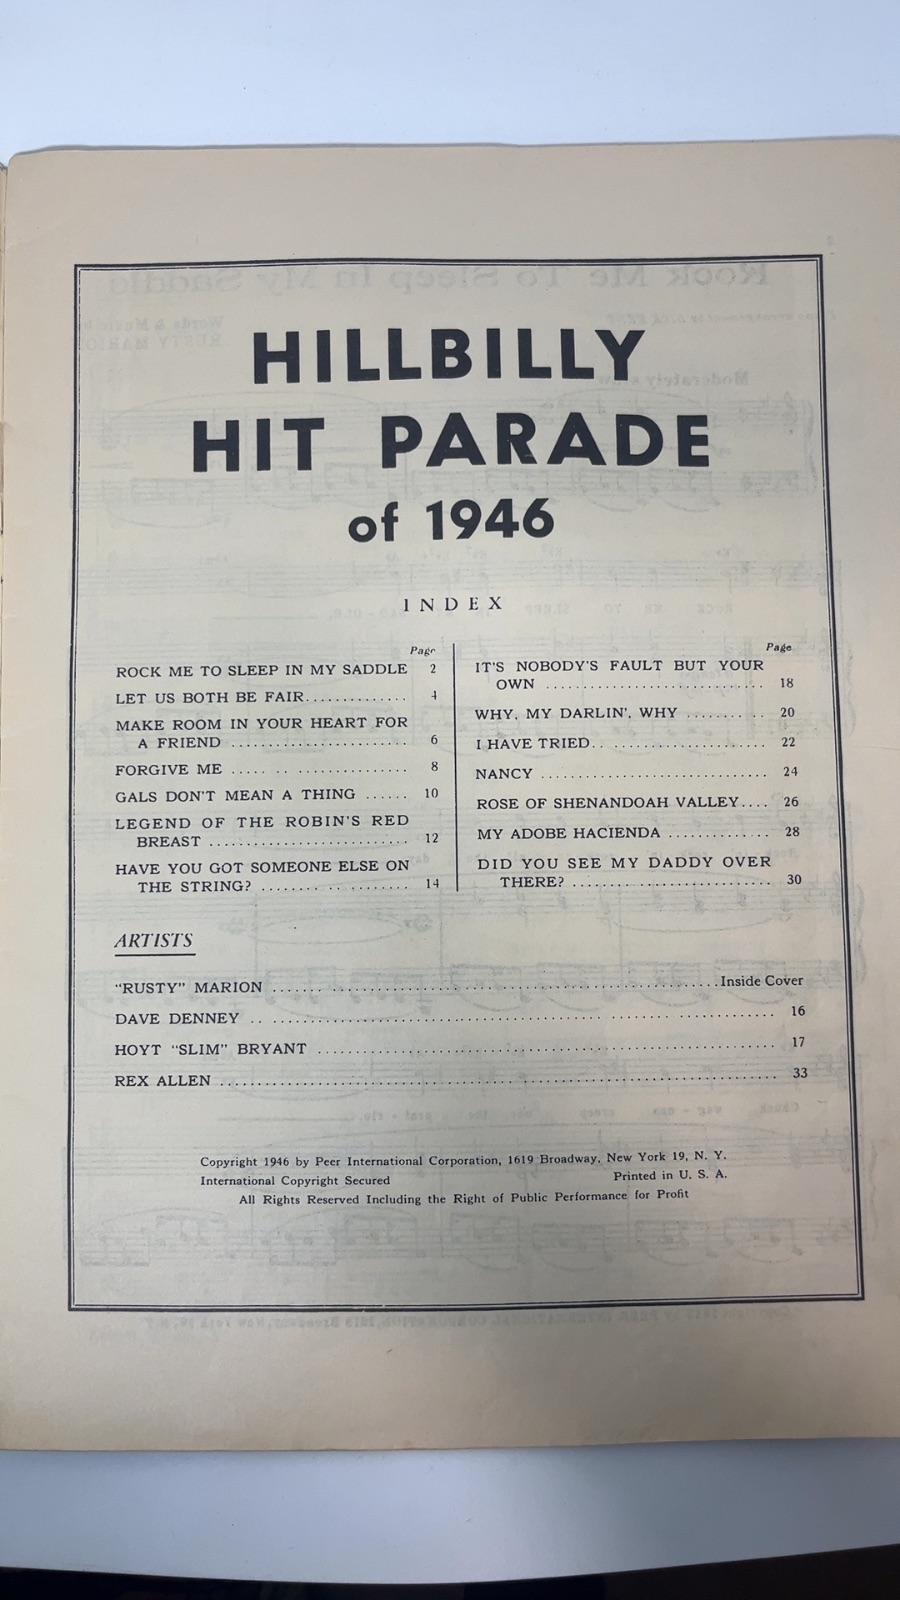 HILLBILLY
HIT PARADE
of 1946
INDEX
Page
ROCK ME TO SLEEP IN MY SADDLE 2
LET US BOTH BE FAIR.............. 4
MAKE ROOM IN YOUR HEART FOR
A FRIEND ........................ 6
FORGIVE ME ..... .. ............... 8
GALS DON'T MEAN A THING ...... 10
LEGEND OF THE ROBIN'S RED
BREAST ........................... 12
HAVE YOU GOT SOMEONE ELSE ON
THE STRING? .................... 14
Page
IT'S NOBODY'S FAULT BUT YOUR
OWN ............................. 18
WHY, MY DARLIN', WHY ........... 20
I HAVE TRIED.. ..................... 22
NANCY ............................... 24
ROSE OF SHENANDOAH VALLEY.... 26
MY ADOBE HACIENDA .............. 28
DID YOU SEE MY DADDY OVER
THERE? ........................... 30
ARTISTS
"RUSTY" MARION ............................................................Inside Cover
DAVE DENNEY .. .................................................................... 16
HOYT "SLIM" BRYANT .............................................................. 17
REX ALLEN ........................................................................... 33
Copyright 1946 by Peer International Corporation, 1619 Broadway, New York 19, N. Y.
International Copyright Secured Printed in U. S. A.
All Rights Reserved Including the Right of Public Performance for Profit